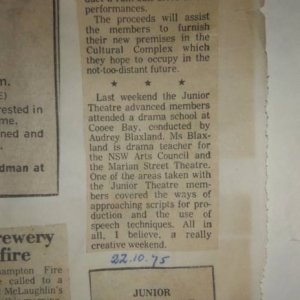 performances.
The proceeds will assist
the members to furnish
their new premises in the
Cultural Complex which
they hope to occupy in the
not-too-distant future.
★ ★ ★
Last weekend the Junior
Theatre advanced members
attended a drama school at
Cooee Bay, conducted by
Audrey Blaxland. Ms Blax-
land is drama teacher for
the NSW Arts Council and
the Marian Street Theatre.
One of the areas taken with
the Junior Theatre mem-
bers covered the ways of
approaching scripts for pro-
duction and the use of
speech techniques. All in
all, I believe, a really
creative weekend.
22.10.75
JUNIOR
m.
E)
rested in
me.
ned and
dman at
rewery
fire
hampton Fire
e called to a
McLaughlin's